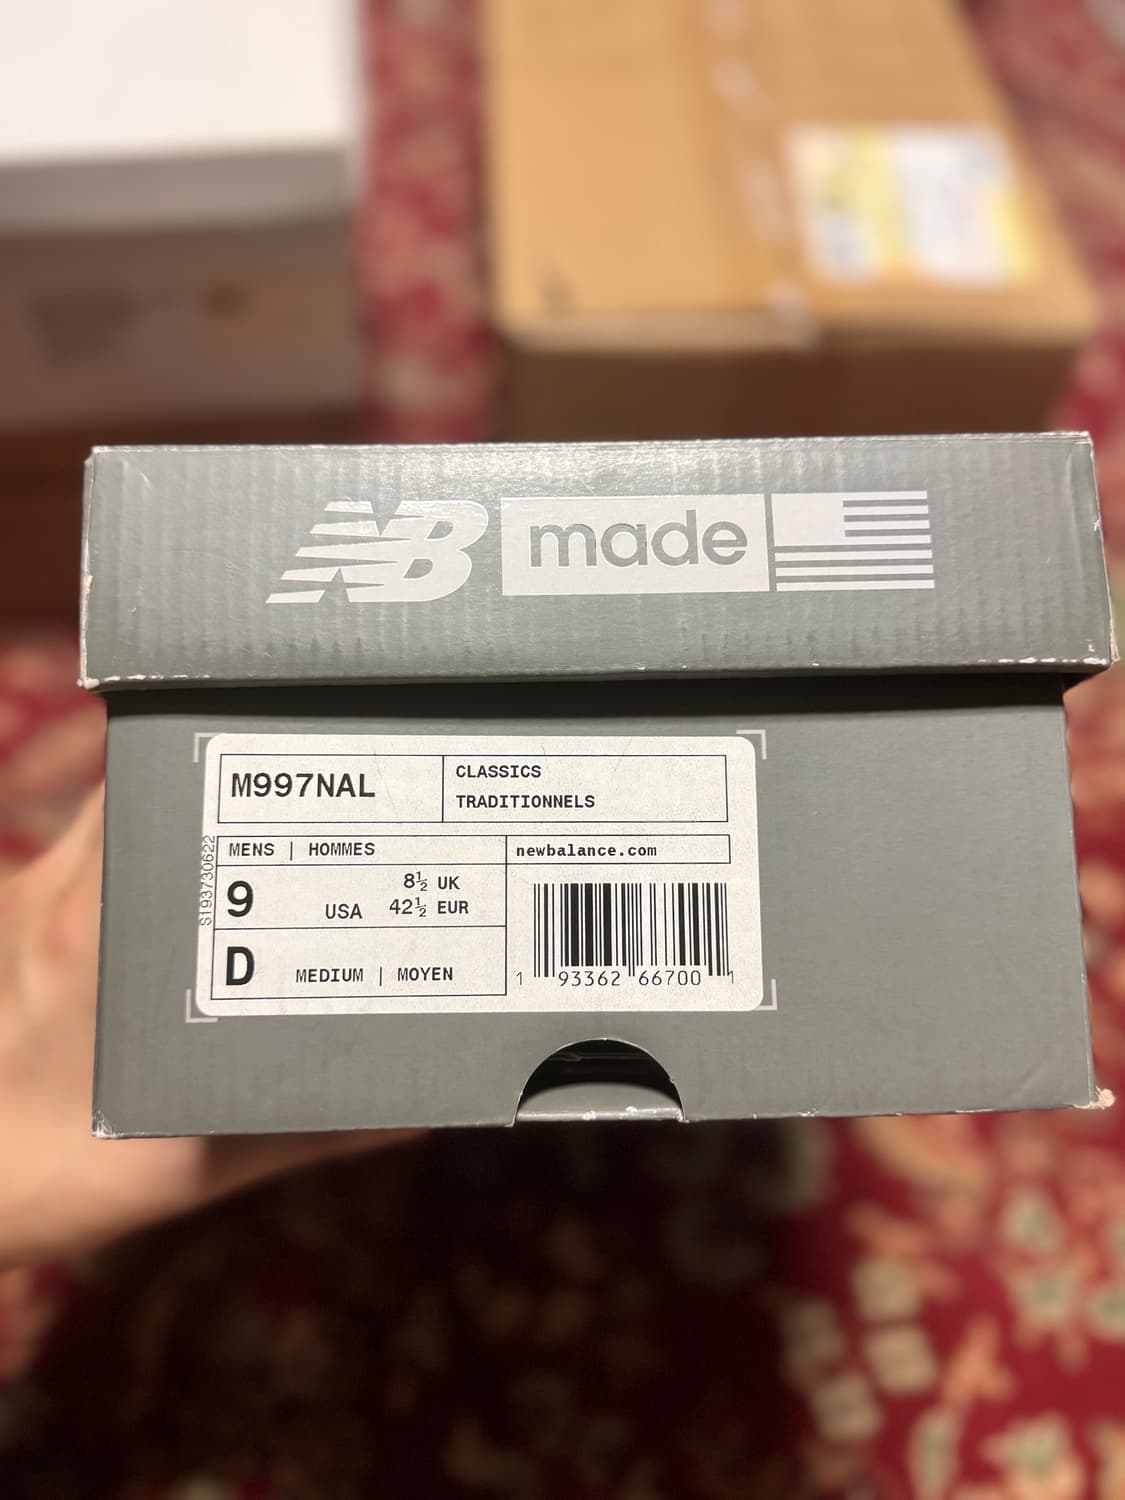 NB made
M997NAL
CLASSICS
TRADITIONNELS
MENS | HOMMES
newbalance.com
9 USA
8½ UK
42½ EUR
D MEDIUM | MOYEN
1 93362 66700 1
S193730622